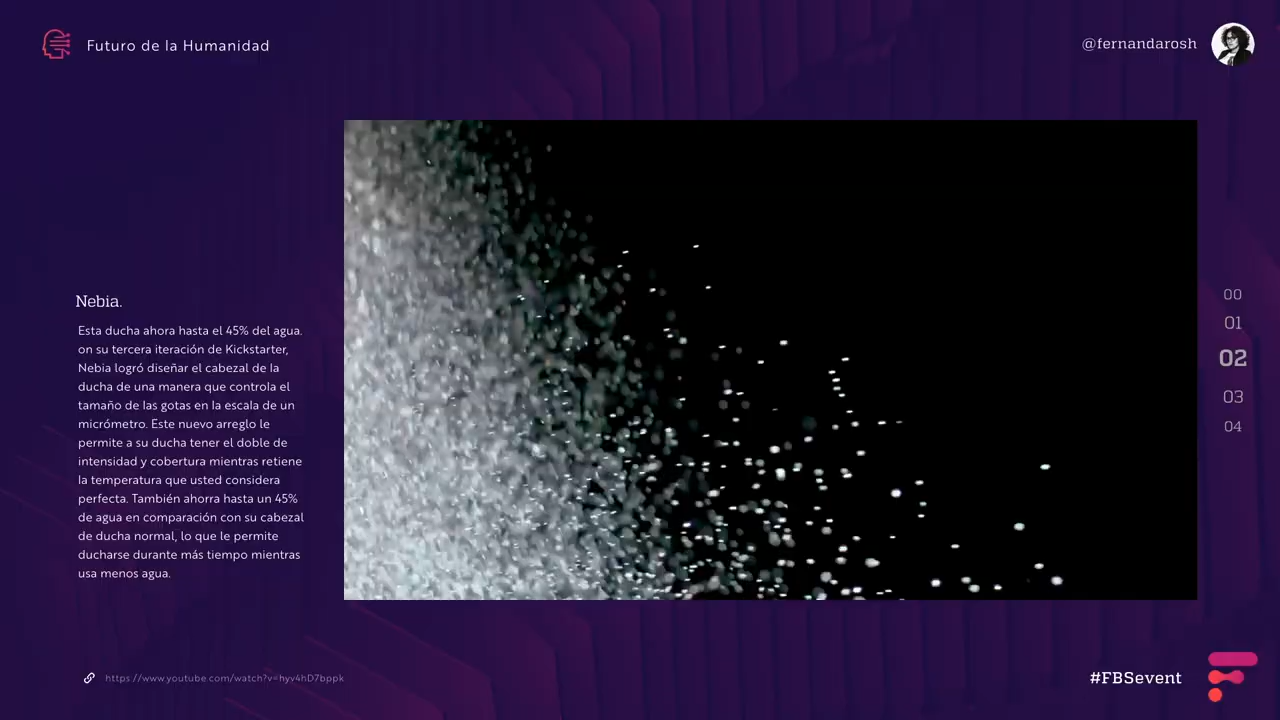 Futuro de la Humanidad
@fernandarosh
Nebia.
Esta ducha ahora hasta el 45% del agua.
on su tercera iteración de Kickstarter,
Nebia logró diseñar el cabezal de la
ducha de una manera que controla el
tamaño de las gotas en la escala de un
micrómetro. Este nuevo arreglo le
permite a su ducha tener el doble de
intensidad y cobertura mientras retiene
la temperatura que usted considera
perfecta. También ahorra hasta un 45%
de agua en comparación con su cabezal
de ducha normal, lo que le permite
ducharse durante más tiempo mientras
usa menos agua.
00
01
02
03
04
https://www.youtube.com/watch?v=hyv4hD7bppk
#FBSevent